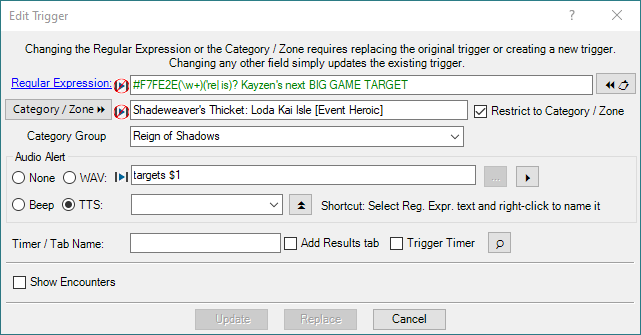 Edit Trigger
Changing the Regular Expression or the Category / Zone requires replacing the original trigger or creating a new trigger.
Changing any other field simply updates the existing trigger.
Regular Expression: #F7FE2E(\w+)('re|is)? Kayzen's next BIG GAME TARGET
Category / Zone Shadeweaver's Thicket: Loda Kai Isle [Event Heroic] Restrict to Category / Zone
Category Group Reign of Shadows
Audio Alert
None WAV: targets $1 ...
Beep TTS: Shortcut: Select Reg. Expr. text and right-click to name it
Timer / Tab Name: Add Results tab Trigger Timer
Show Encounters
Update Replace Cancel